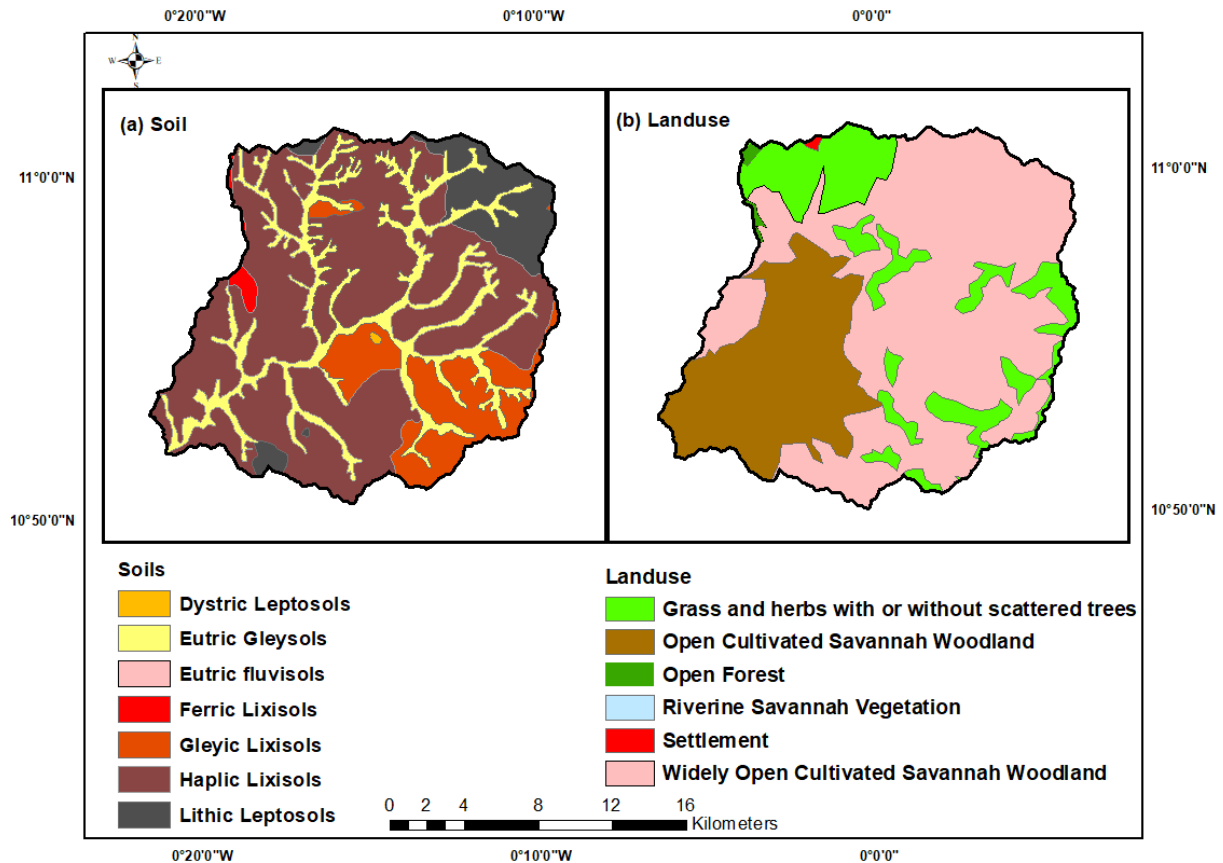 0°20'0"W 0°10'0"W 0°0'0"
N
W E
S
(a) Soil
(b) Landuse
11°0'0"N
11°0'0"N
10°50'0"N
10°50'0"N
Soils
Dystric Leptosols
Eutric Gleysols
Eutric fluvisols
Ferric Lixisols
Gleyic Lixisols
Haplic Lixisols
Lithic Leptosols
Landuse
Grass and herbs with or without scattered trees
Open Cultivated Savannah Woodland
Open Forest
Riverine Savannah Vegetation
Settlement
Widely Open Cultivated Savannah Woodland
0 2 4 8 12 16
Kilometers
0°20'0"W 0°10'0"W 0°0'0"